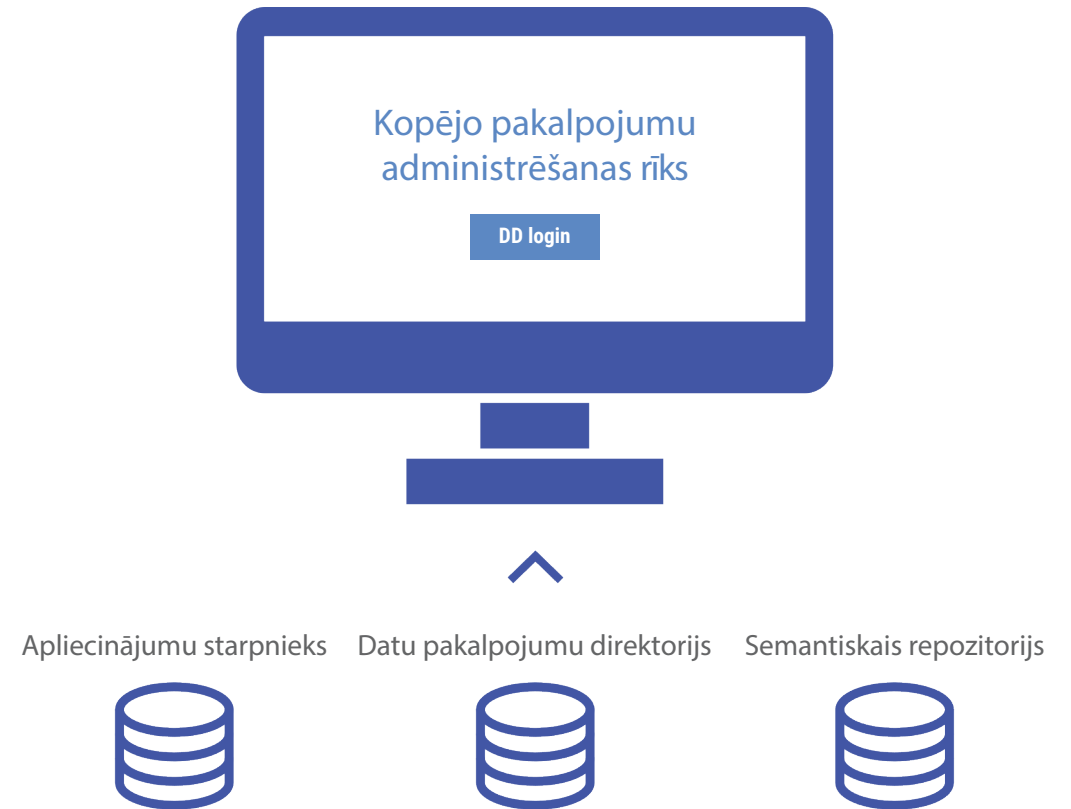 Kopējo pakalpojumu
administrēšanas rīks
DD login
Apliecinājumu starpnieks
Datu pakalpojumu direktorijs
Semantiskais repozitorijs